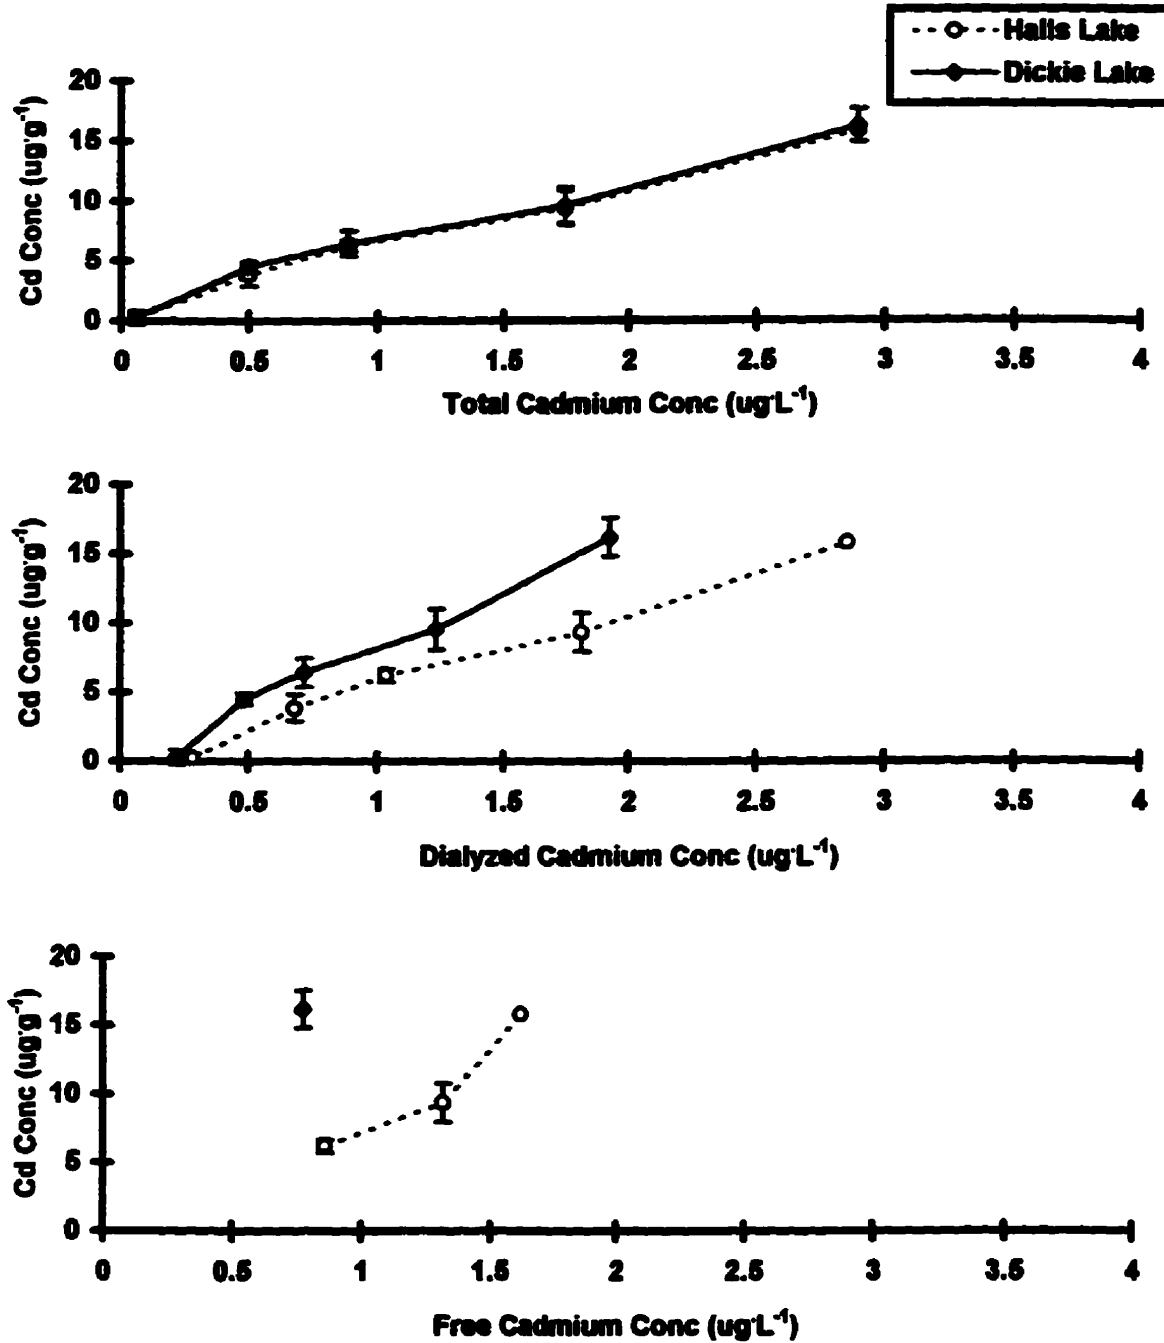 Halls Lake
Dickie Lake
Cd Conc (ug·g-1)
20
15
10
5
0
0 0.5 1 1.5 2 2.5 3 3.5 4
Total Cadmium Conc (ug·L-1)
Cd Conc (ug·g-1)
20
15
10
5
0
0 0.5 1 1.5 2 2.5 3 3.5 4
Dialyzed Cadmium Conc (ug·L-1)
Cd Conc (ug·g-1)
20
15
10
5
0
0 0.5 1 1.5 2 2.5 3 3.5 4
Free Cadmium Conc (ug·L-1)